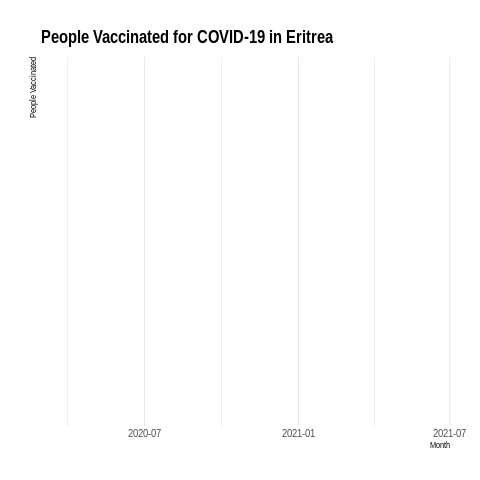 People Vaccinated for COVID-19 in Eritrea
People Vaccinated
2020-07
2021-01
2021-07
Month